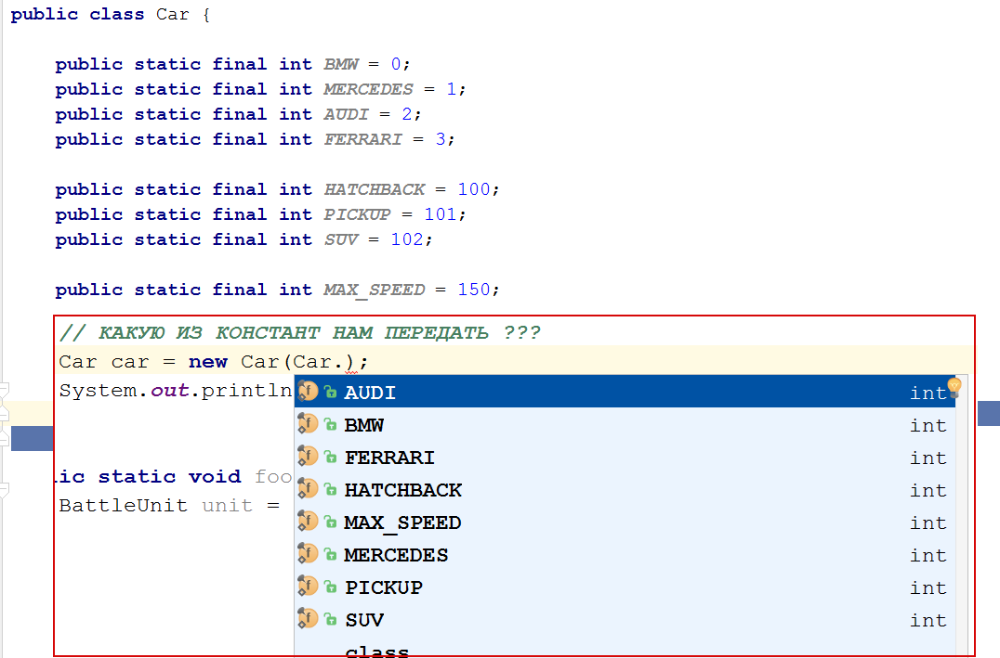 public class Car {
public static final int BMW = 0;
public static final int MERCEDES = 1;
public static final int AUDI = 2;
public static final int FERRARI = 3;
public static final int HATCHBACK = 100;
public static final int PICKUP = 101;
public static final int SUV = 102;
public static final int MAX_SPEED = 150;
// КАКУЮ ИЗ КОНСТАНТ НАМ ПЕРЕДАТЬ ???
Car car = new Car(Car.);
System.out.println
AUDI int
BMW int
FERRARI int
lic static void foo
HATCHBACK int
BattleUnit unit =
MAX_SPEED int
MERCEDES int
PICKUP int
SUV int
class